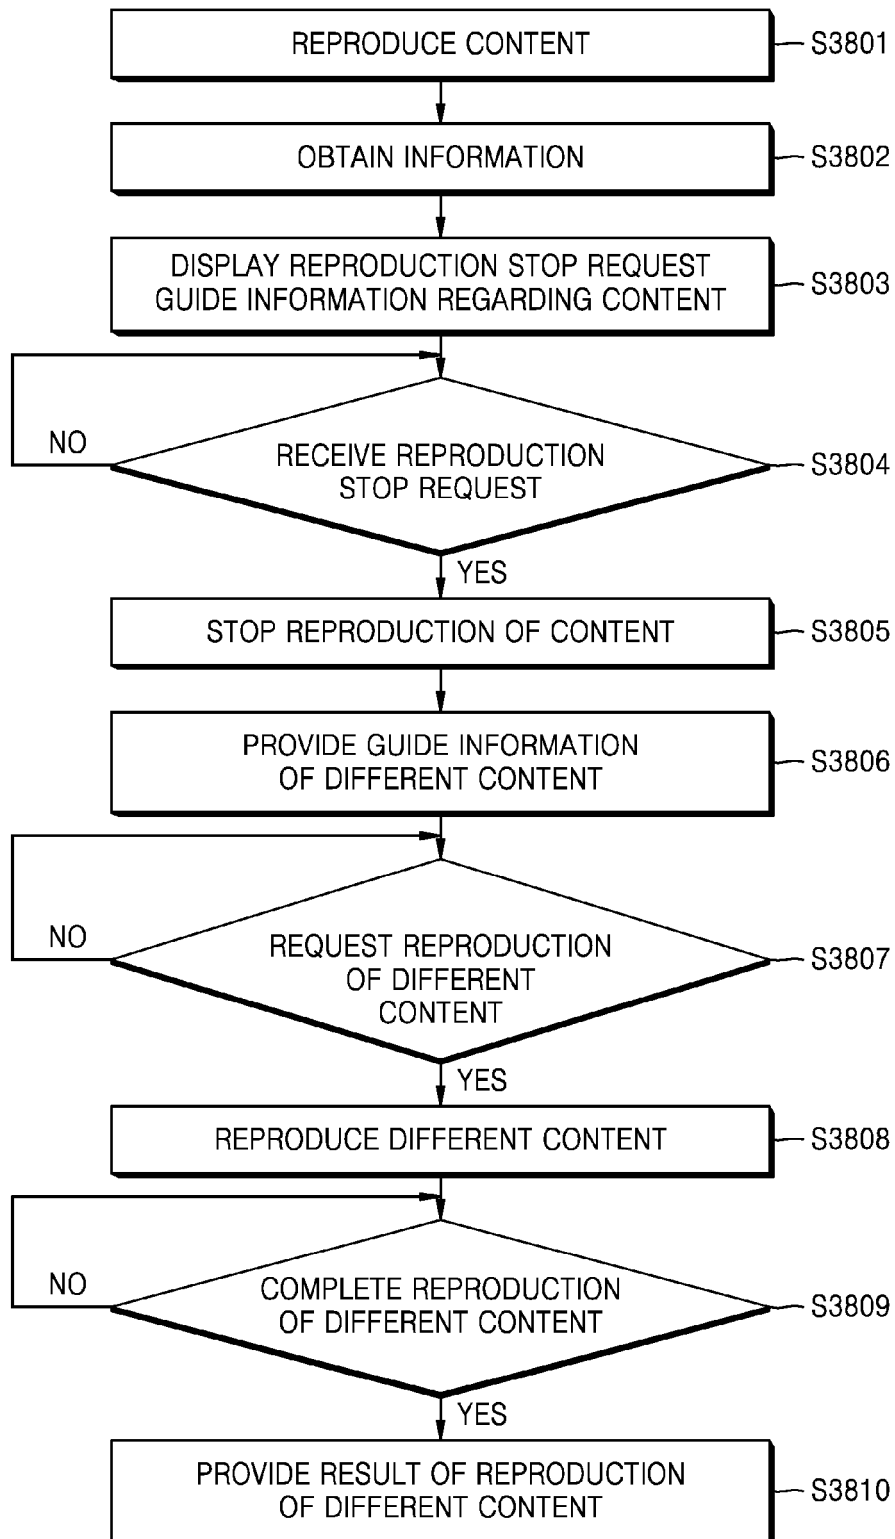 REPRODUCE CONTENT
S3801
OBTAIN INFORMATION
S3802
DISPLAY REPRODUCTION STOP REQUEST
GUIDE INFORMATION REGARDING CONTENT
S3803
NO
RECEIVE REPRODUCTION
STOP REQUEST
S3804
YES
STOP REPRODUCTION OF CONTENT
S3805
PROVIDE GUIDE INFORMATION
OF DIFFERENT CONTENT
S3806
NO
REQUEST REPRODUCTION
OF DIFFERENT
CONTENT
S3807
YES
REPRODUCE DIFFERENT CONTENT
S3808
NO
COMPLETE REPRODUCTION
OF DIFFERENT CONTENT
S3809
YES
PROVIDE RESULT OF REPRODUCTION
OF DIFFERENT CONTENT
S3810